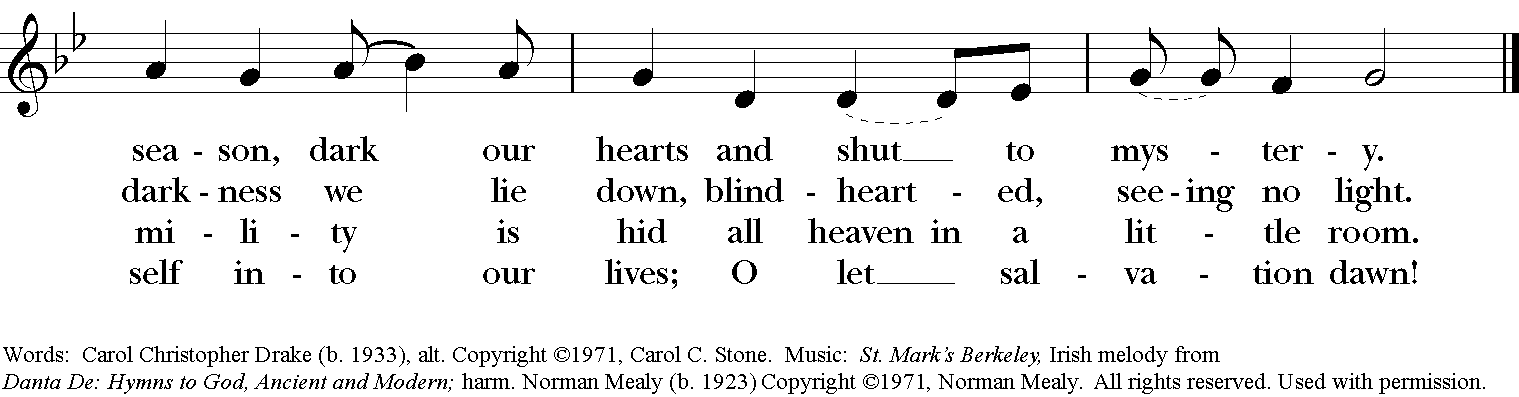 sea - son, dark our hearts and shut___ to mys - ter - y.
dark - ness we lie down, blind - heart - ed, see - ing no light.
mi - li - ty is hid all heaven in a lit - tle room.
self in - to our lives; O let___ sal - va - tion dawn!
Words: Carol Christopher Drake (b. 1933), alt. Copyright ©1971, Carol C. Stone. Music: St. Mark's Berkeley, Irish melody from
Danta De: Hymns to God, Ancient and Modern; harm. Norman Mealy (b. 1923) Copyright ©1971, Norman Mealy. All rights reserved. Used with permission.